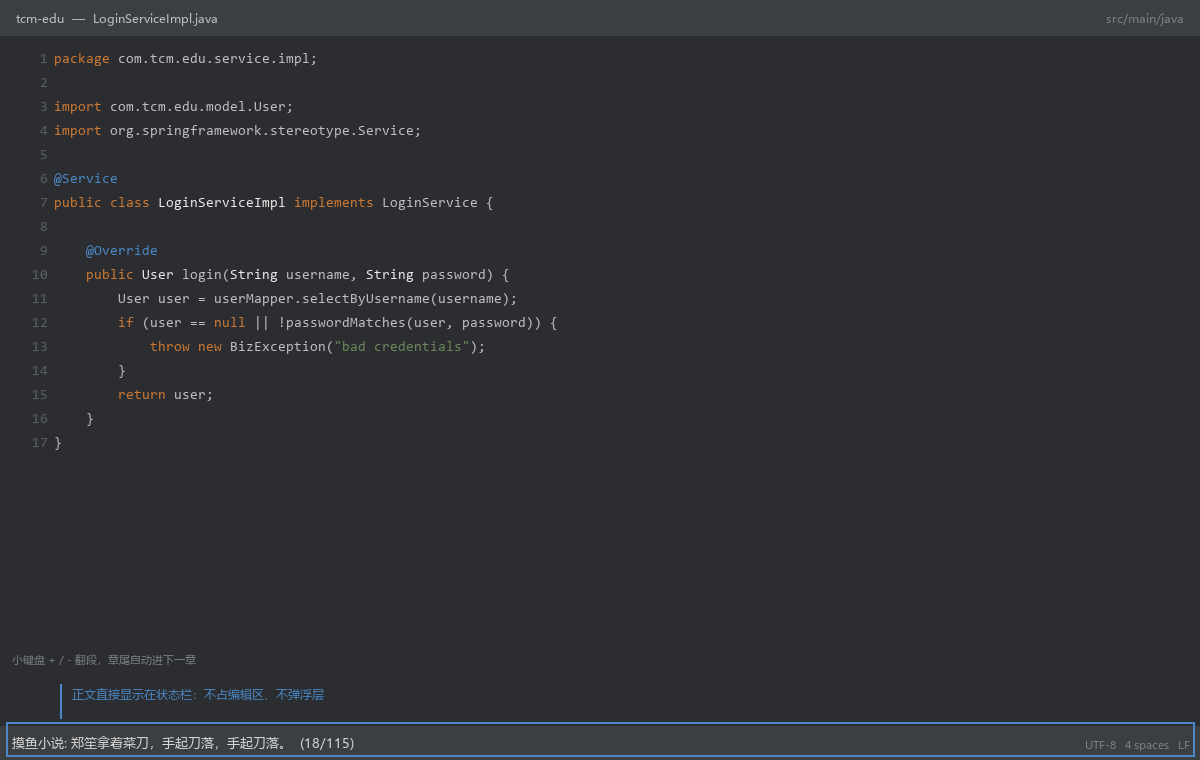 tcm-edu — LoginServiceImpl.java
src/main/java
1 package com.tcm.edu.service.impl;
2
3 import com.tcm.edu.model.User;
4 import org.springframework.stereotype.Service;
5
6 @Service
7 public class LoginServiceImpl implements LoginService {
8
9     @Override
10     public User login(String username, String password) {
11         User user = userMapper.selectByUsername(username);
12         if (user == null || !passwordMatches(user, password)) {
13             throw new BizException("bad credentials");
14         }
15         return user;
16     }
17 }
小键盘 + / - 翻段，章尾自动进下一章
正文直接显示在状态栏：不占编辑区、不弹浮层
摸鱼小说: 郑笙拿着菜刀，手起刀落，手起刀落。 (18/115)
UTF-8 4 spaces LF